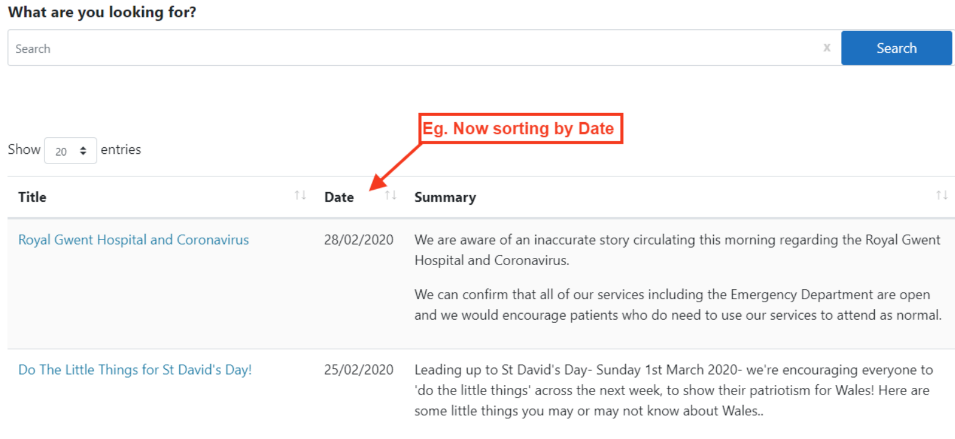 What are you looking for?
Search x Search
Eg. Now sorting by Date
Show 20 entries
Title Date Summary
Royal Gwent Hospital and Coronavirus 28/02/2020 We are aware of an inaccurate story circulating this morning regarding the Royal Gwent
Hospital and Coronavirus.
We can confirm that all of our services including the Emergency Department are open
and we would encourage patients who do need to use our services to attend as normal.
Do The Little Things for St David's Day! 25/02/2020 Leading up to St David's Day- Sunday 1st March 2020- we're encouraging everyone to
'do the little things' across the next week, to show their patriotism for Wales! Here are
some little things you may or may not know about Wales..